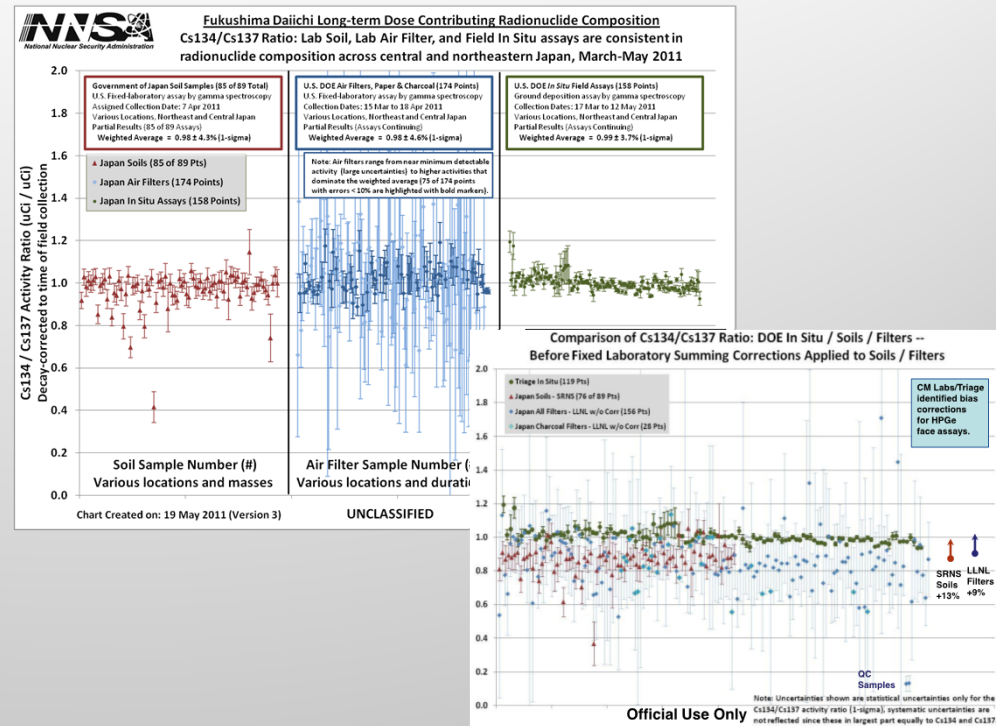 NNSA
National Nuclear Security Administration
Fukushima Daiichi Long-term Dose Contributing Radionuclide Composition
Cs134/Cs137 Ratio: Lab Soil, Lab Air Filter, and Field In Situ assays are consistent in
radionuclide composition across central and northeastern Japan, March-May 2011
Cs134 / Cs137 Activity Ratio (uCi / uCi)
Decay-corrected to time of field collection
2.0
1.8
1.6
1.4
1.2
1.0
0.8
0.6
0.4
0.2
0.0
Government of Japan Soil Samples (85 of 89 Total)
U.S. Fixed-laboratory assay by gamma spectroscopy
Assigned Collection Date: 7 Apr 2011
Various Locations, Northeast and Central Japan
Partial Results (85 of 89 Assays)
Weighted Average = 0.98 ± 4.3% (1-sigma)
U.S. DOE Air Filters, Paper & Charcoal (174 Points)
U.S. Fixed-laboratory assay by gamma spectroscopy
Collection Dates: 15 Mar to 18 Apr 2011
Various Locations, Northeast and Central Japan
Partial Results (Assays Continuing)
Weighted Average = 0.98 ± 4.6% (1-sigma)
U.S. DOE In Situ Field Assays (158 Points)
Ground deposition assay by gamma spectroscopy
Collection Dates: 17 Mar to 12 May 2011
Various Locations, Northeast and Central Japan
Partial Results (Assays Continuing)
Weighted Average = 0.99 ± 3.7% (1-sigma)
Note: Air filters range from near minimum detectable
activity (large uncertainties) to higher activities that
dominate the weighted average (75 of 174 points
with errors <10% are highlighted with bold markers).
Japan Soils (85 of 89 Pts)
Japan Air Filters (174 Points)
Japan In Situ Assays (158 Points)
Soil Sample Number (#)
Various locations and masses
Air Filter Sample Number (
Various locations and durati
Chart Created on: 19 May 2011 (Version 3)
UNCLASSIFIED
Comparison of Cs134/Cs137 Ratio: DOE In Situ / Soils / Filters --
Before Fixed Laboratory Summing Corrections Applied to Soils / Filters
2.0
1.8
1.6
1.4
1.2
1.0
0.8
0.6
0.4
0.2
0.0
Triage In Situ (119 Pts)
Japan Soils - SRNS (76 of 89 Pts)
Japan All Filters - LLNL w/o Corr (156 Pts)
Japan Charcoal Filters - LLNL w/o Corr (28 Pts)
CM Labs/Triage
identified bias
corrections
for HPGe
face assays.
SRNS
Soils
+13%
LLNL
Filters
+9%
QC
Samples
Official Use Only
Note: Uncertainties shown are statistical uncertainties only for the
Cs134/Cs137 activity ratio (1-sigma), systematic uncertainties are
not reflected since these in largest part equally to Cs134 and Cs137